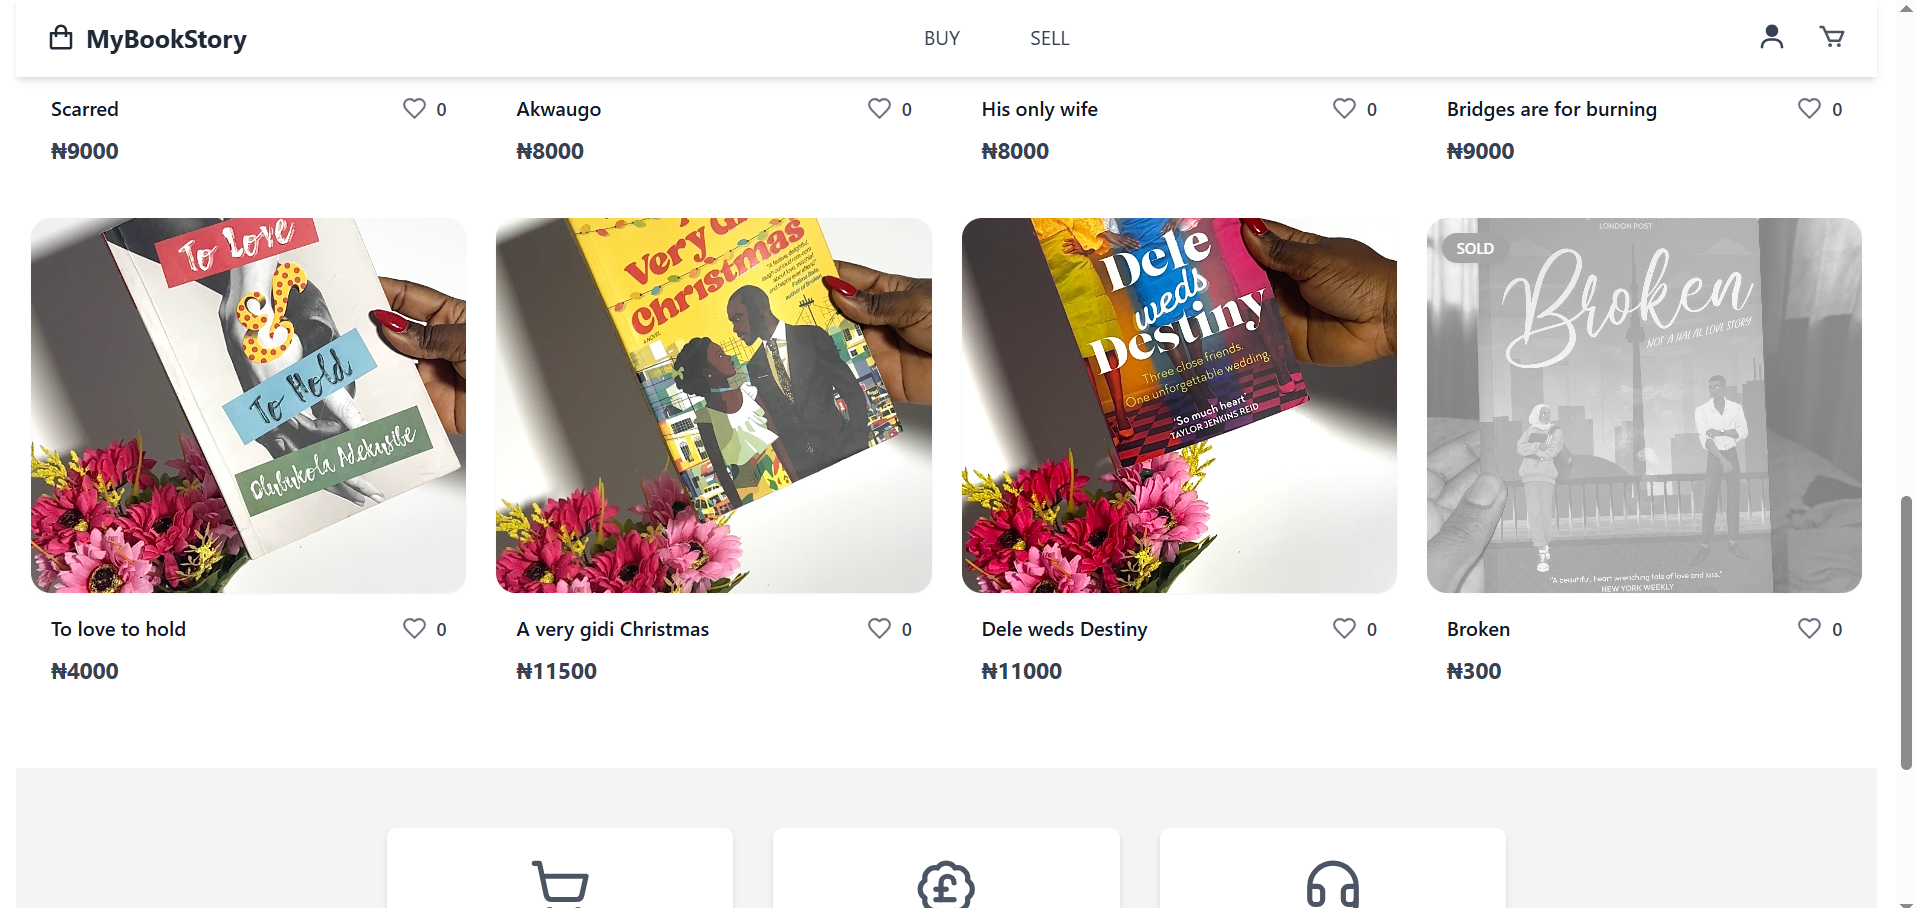 MyBookStory
BUY
SELL
Scarred
0
Akwaugo
0
His only wife
0
Bridges are for burning
0
₦9000
₦8000
₦8000
₦9000
To Love
To Hold
Olubukola Adekusibe
Very Gi
christmas
A NOVEL
Dele
weds
Destiny
Three close friends.
One unforgettable wedding.
'So much heart'
TAYLOR JENKINS REID
SOLD
LONDON POST
Broken
NOT A HALAL LOVE STORY
"A beautiful, heart wrenching tale of love and loss."
NEW YORK WEEKLY
To love to hold
0
A very gidi Christmas
0
Dele weds Destiny
0
Broken
0
₦4000
₦11500
₦11000
₦300
£